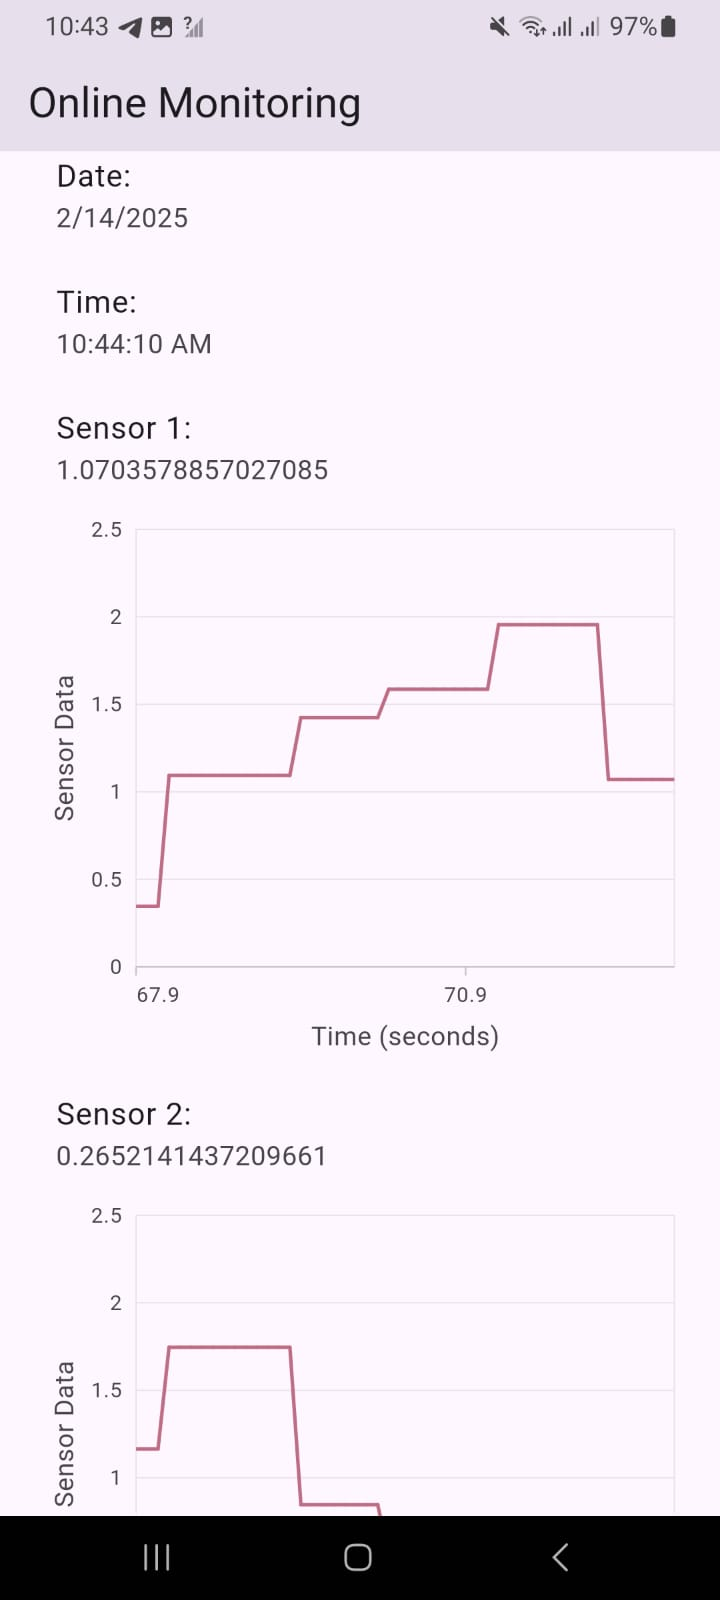 10:43 ? 97%
Online Monitoring
Date:
2/14/2025
Time:
10:44:10 AM
Sensor 1:
1.0703578857027085
2.5
2
1.5
1
0.5
0
Sensor Data
67.9 70.9
Time (seconds)
Sensor 2:
0.2652141437209661
2.5
2
1.5
1
Sensor Data